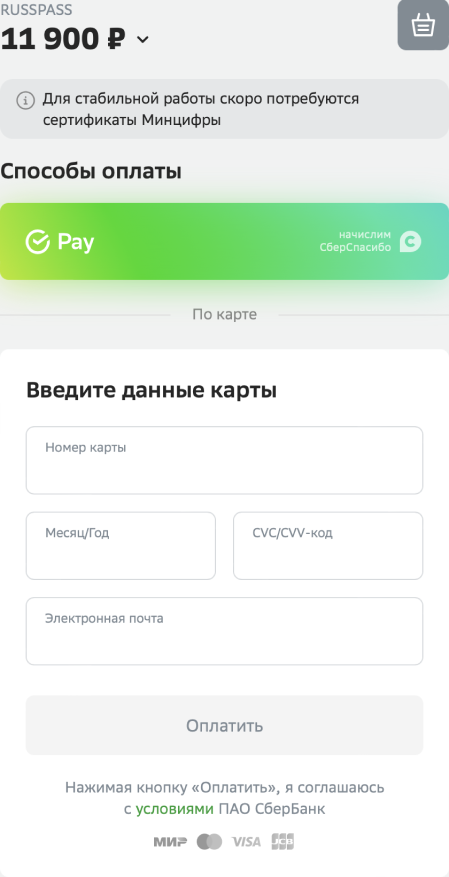 RUSSPASS
11 900 ₽
Для стабильной работы скоро потребуются
сертификаты Минцифры
Способы оплаты
Pay
начислим
СберСпасибо
По карте
Введите данные карты
Номер карты
Месяц/Год
CVC/CVV-код
Электронная почта
Оплатить
Нажимая кнопку «Оплатить», я соглашаюсь
с условиями ПАО СберБанк
МИР VISA JCB